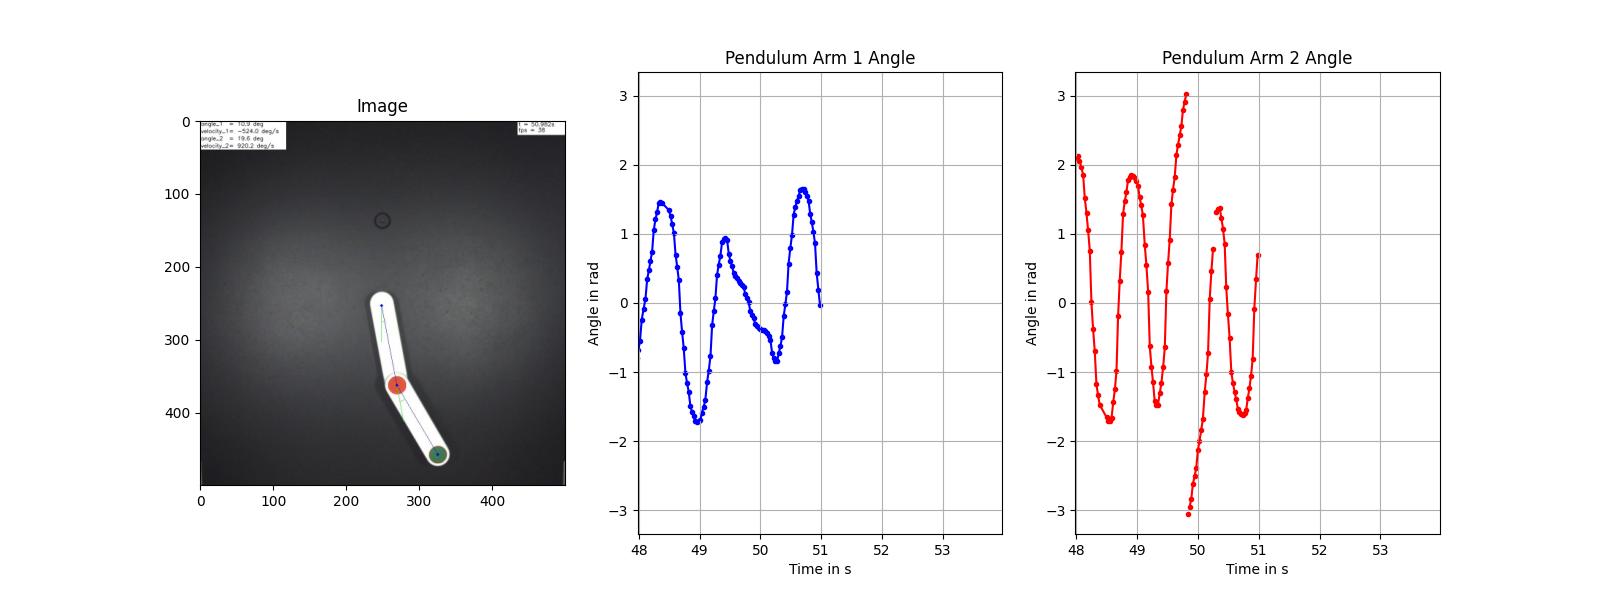 Image
0
100
200
300
400
0 100 200 300 400
angle_1 = 10.9 deg
velocity_1= -524.0 deg/s
angle_2 = 19.6 deg
velocity_2= 920.2 deg/s
t = 50.982s
fps = 38
Pendulum Arm 1 Angle
Angle in rad
3
2
1
0
−1
−2
−3
48 49 50 51 52 53
Time in s
Pendulum Arm 2 Angle
Angle in rad
3
2
1
0
−1
−2
−3
48 49 50 51 52 53
Time in s